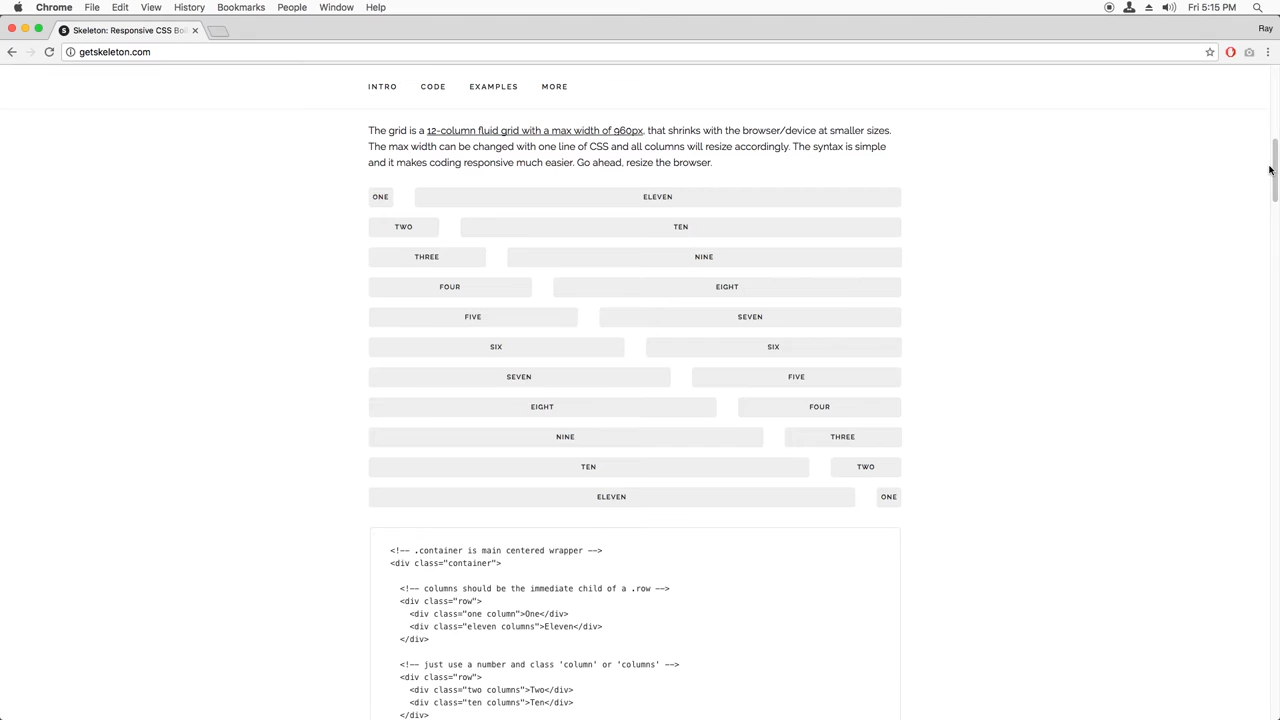 Chrome File Edit View History Bookmarks People Window Help Fri 5:15 PM
S Skeleton: Responsive CSS Boil × Ray
getskeleton.com
INTRO CODE EXAMPLES MORE
The grid is a 12-column fluid grid with a max width of 960px, that shrinks with the browser/device at smaller sizes.
The max width can be changed with one line of CSS and all columns will resize accordingly. The syntax is simple
and it makes coding responsive much easier. Go ahead, resize the browser.
ONE ELEVEN
TWO TEN
THREE NINE
FOUR EIGHT
FIVE SEVEN
SIX SIX
SEVEN FIVE
EIGHT FOUR
NINE THREE
TEN TWO
ELEVEN ONE
<!-- .container is main centered wrapper -->
<div class="container">
<!-- columns should be the immediate child of a .row -->
<div class="row">
<div class="one column">One</div>
<div class="eleven columns">Eleven</div>
</div>
<!-- just use a number and class 'column' or 'columns' -->
<div class="row">
<div class="two columns">Two</div>
<div class="ten columns">Ten</div>
</div>